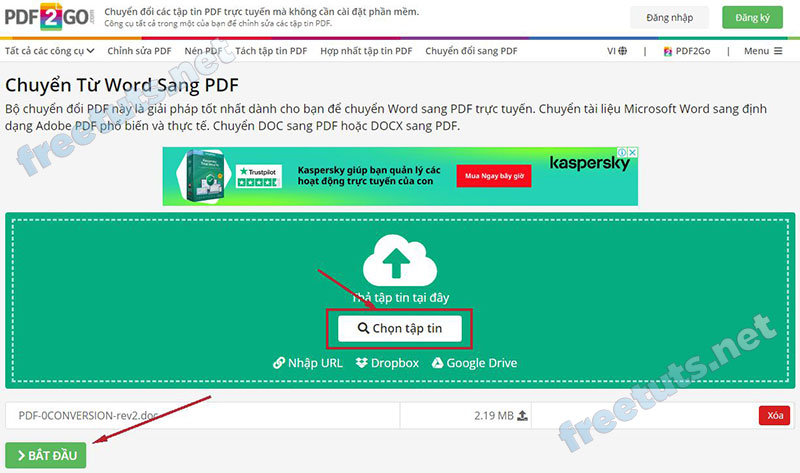 PDF2GO.com
Chuyển đổi các tập tin PDF trực tuyến mà không cần cài đặt phần mềm.
Công cụ tất cả trong một của bạn để chỉnh sửa các tập tin PDF.
Đăng nhập
Đăng ký
Tất cả các công cụ
Chỉnh sửa PDF
Nén PDF
Tách tập tin PDF
Hợp nhất tập tin PDF
Chuyển đổi sang PDF
VI
PDF2Go
Menu
Chuyển Từ Word Sang PDF
Bộ chuyển đổi PDF này là giải pháp tốt nhất dành cho bạn để chuyển Word sang PDF trực tuyến. Chuyển tài liệu Microsoft Word sang định
dạng Adobe PDF phổ biến và thực tế. Chuyển DOC sang PDF hoặc DOCX sang PDF.
freetuts.net
Trustpilot
Kaspersky giúp bạn quản lý các
hoạt động trực tuyến của con
Mua Ngay bây giờ
kaspersky
Thả tập tin tại đây
Chọn tập tin
Nhập URL
Dropbox
Google Drive
freetuts.net
PDF-0CONVERSION-rev2.doc
2.19 MB
Xóa
BẮT ĐẦU